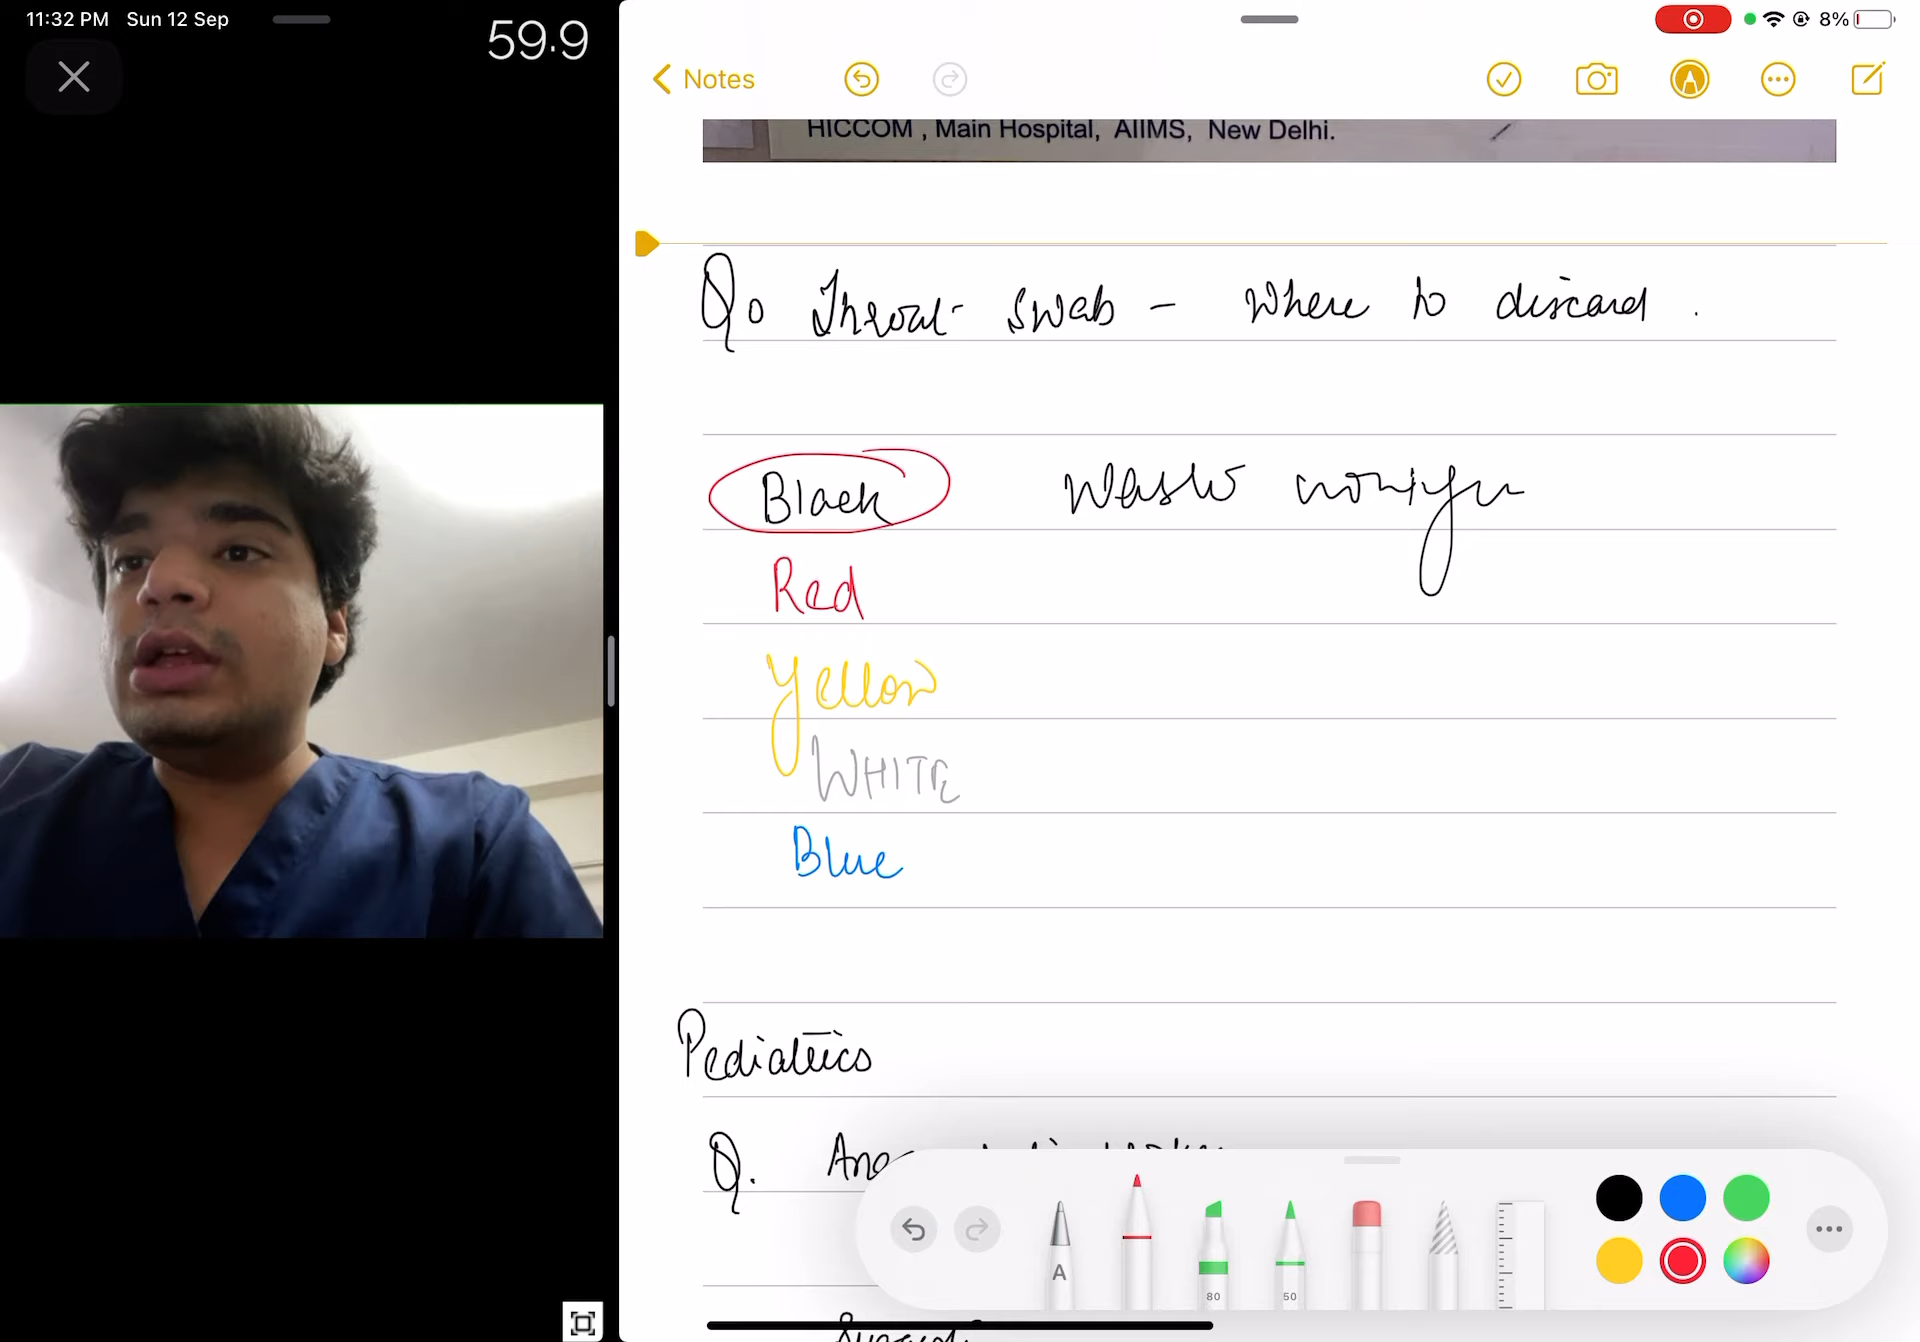 11:32 PM Sun 12 Sep
59.9
8%
Notes
HICCOM , Main Hospital, AIIMS, New Delhi.
Q. Throat swab - Where to discard .
Black Waste
Red
Yellow
WHITE
Blue
Pediatrics
Q.
A 80 50